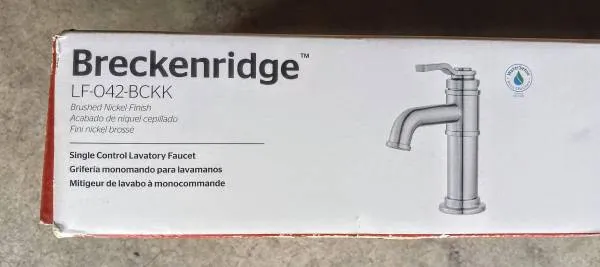 Breckenridge™
LF-042-BCKK
Brushed Nickel Finish
Acabado de níquel cepillado
Fini nickel brossé
Single Control Lavatory Faucet
Grifería monomando para lavamanos
Mitigeur de lavabo à monocommande
WaterSense